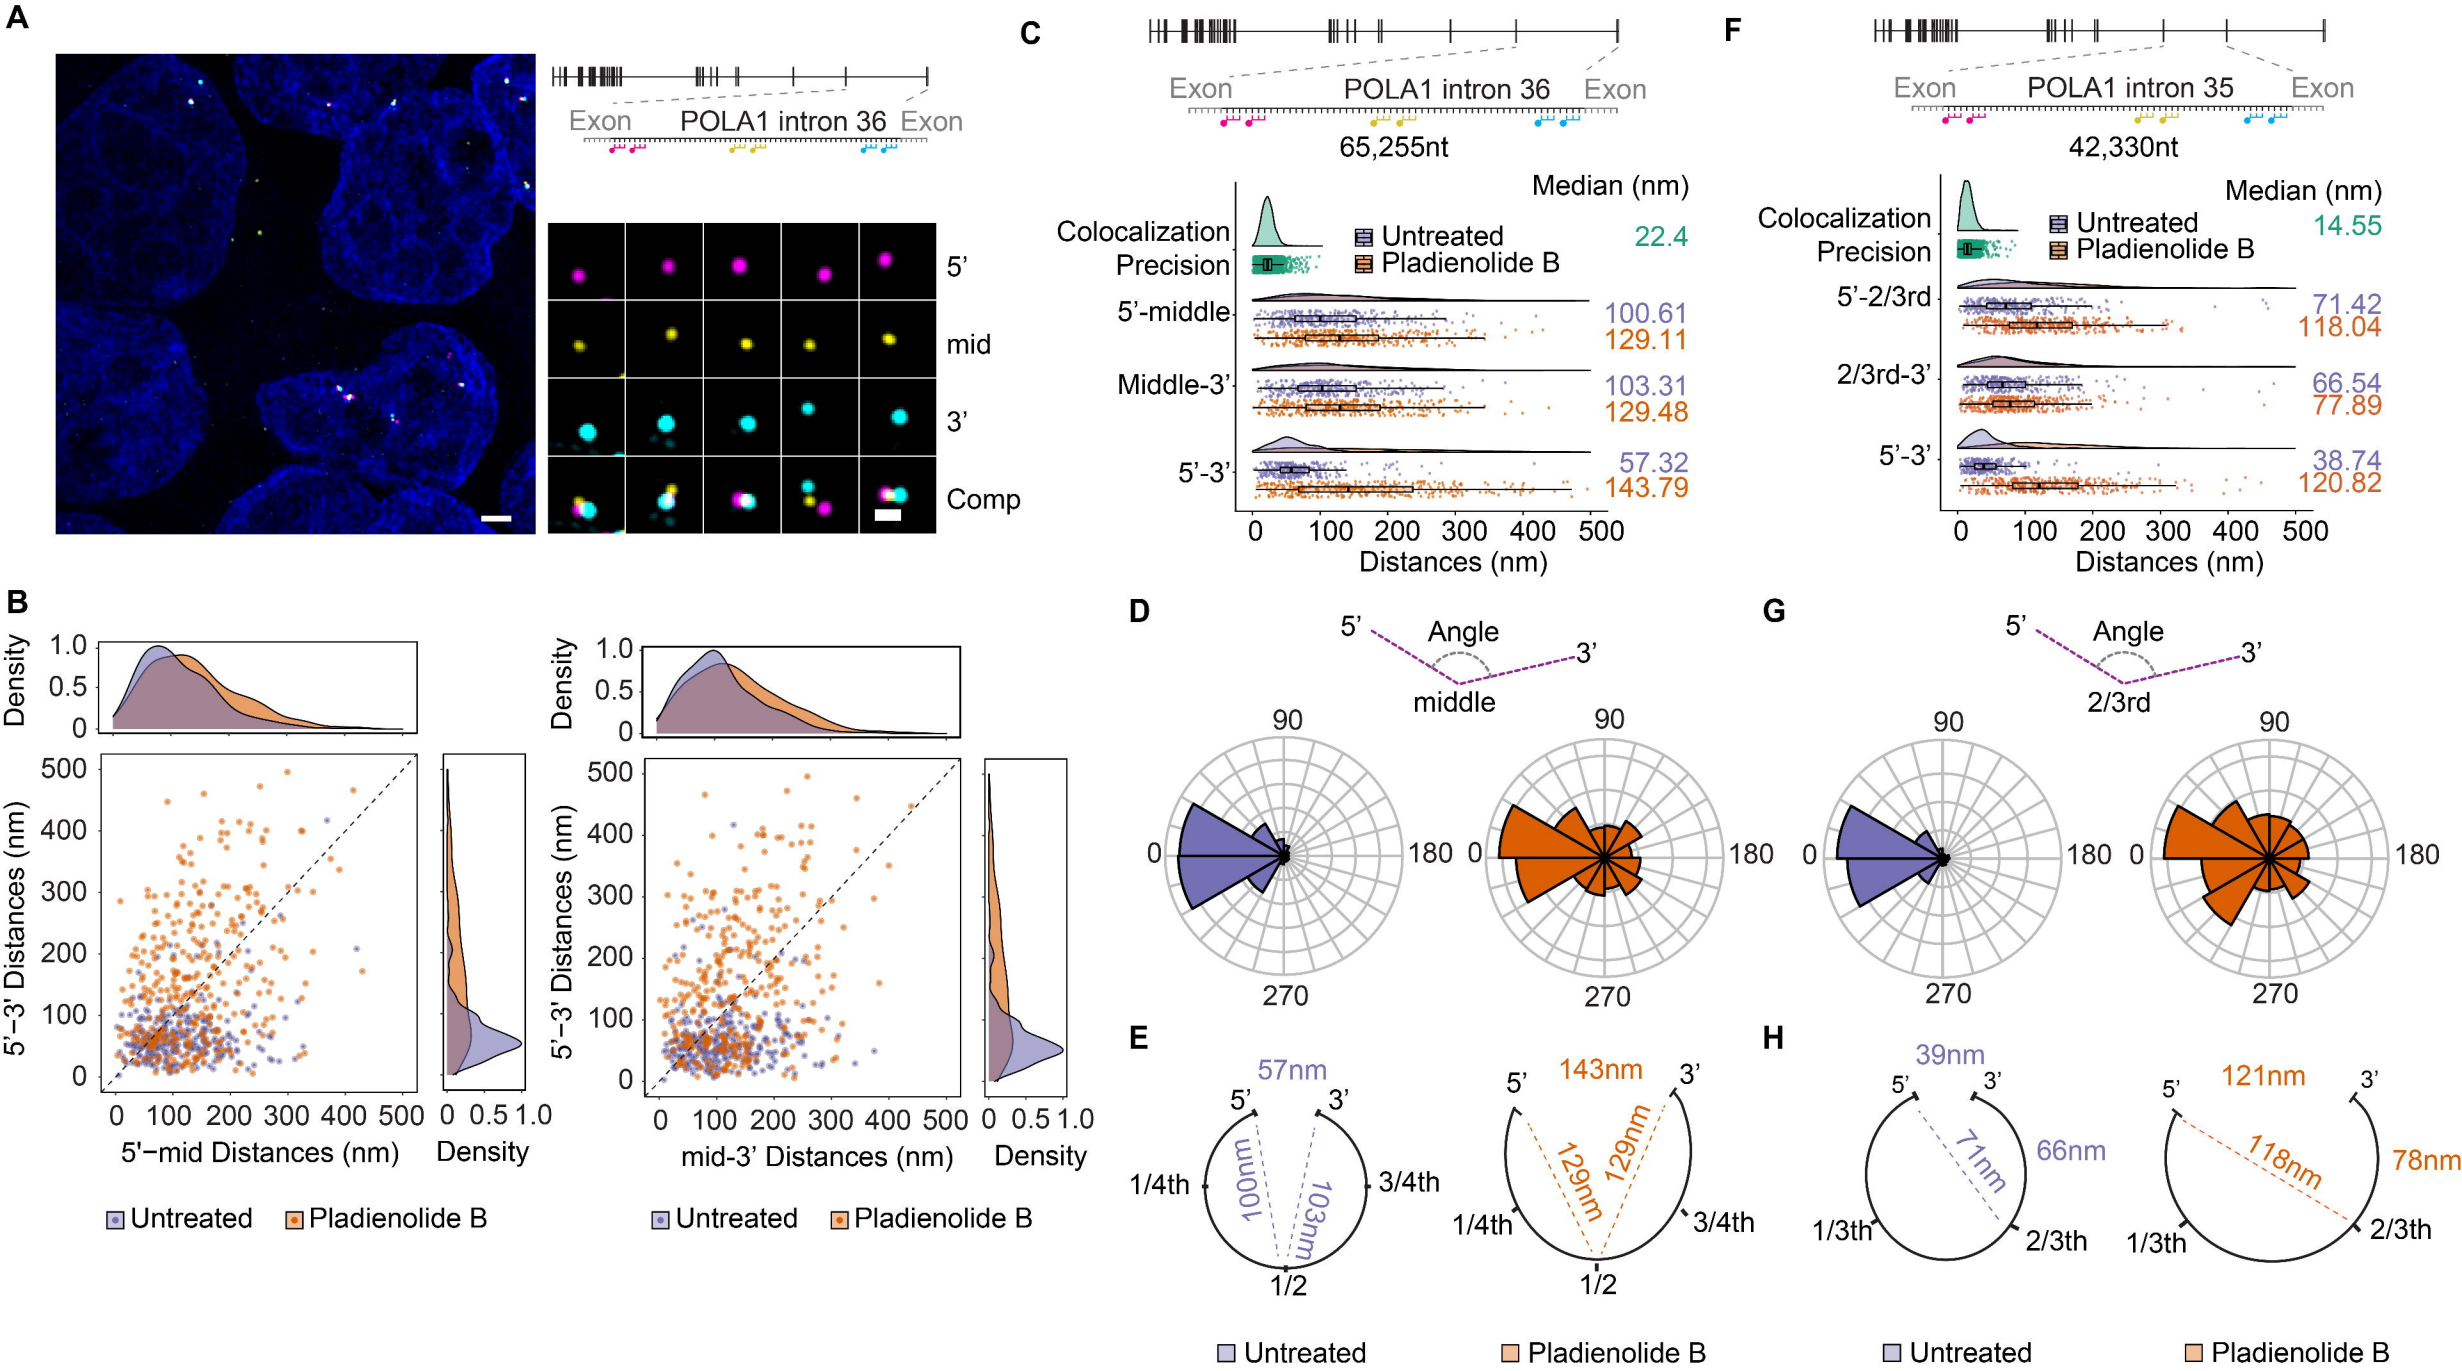 A
Exon POLA1 intron 36 Exon
5’
mid
3’
Comp
B
Density
1.0
0.5
0
5'−3' Distances (nm)
500
400
300
200
100
0
0 100 200 300 400 500
5'−mid Distances (nm)
0 0.5 1.0
Density
Untreated Pladienolide B
Density
1.0
0.5
0
5'−3' Distances (nm)
500
400
300
200
100
0
0 100 200 300 400 500
mid-3’ Distances (nm)
0 0.5 1.0
Density
Untreated Pladienolide B
C
Exon POLA1 intron 36 Exon
65,255nt
Median (nm)
Colocalization
Precision
22.4
Untreated
Pladienolide B
5’-middle
100.61
129.11
Middle-3’
103.31
129.48
5’-3’
57.32
143.79
0 100 200 300 400 500
Distances (nm)
D
5’ Angle 3’
middle
90
0 180
270
90
0 180
270
E
57nm
5’ 3’
100nm
103nm
1/4th 3/4th
1/2
143nm
5’ 3’
129nm
129nm
1/4th 3/4th
1/2
Untreated Pladienolide B
F
Exon POLA1 intron 35 Exon
42,330nt
Median (nm)
Colocalization
Precision
14.55
Untreated
Pladienolide B
5’-2/3rd
71.42
118.04
2/3rd-3’
66.54
77.89
5’-3’
38.74
120.82
0 100 200 300 400 500
Distances (nm)
G
5’ Angle 3’
2/3rd
90
0 180
270
90
0 180
270
H
39nm
5’ 3’
71nm
66nm
1/3th 2/3th
121nm
5’ 3’
118nm
78nm
1/3th 2/3th
Untreated Pladienolide B